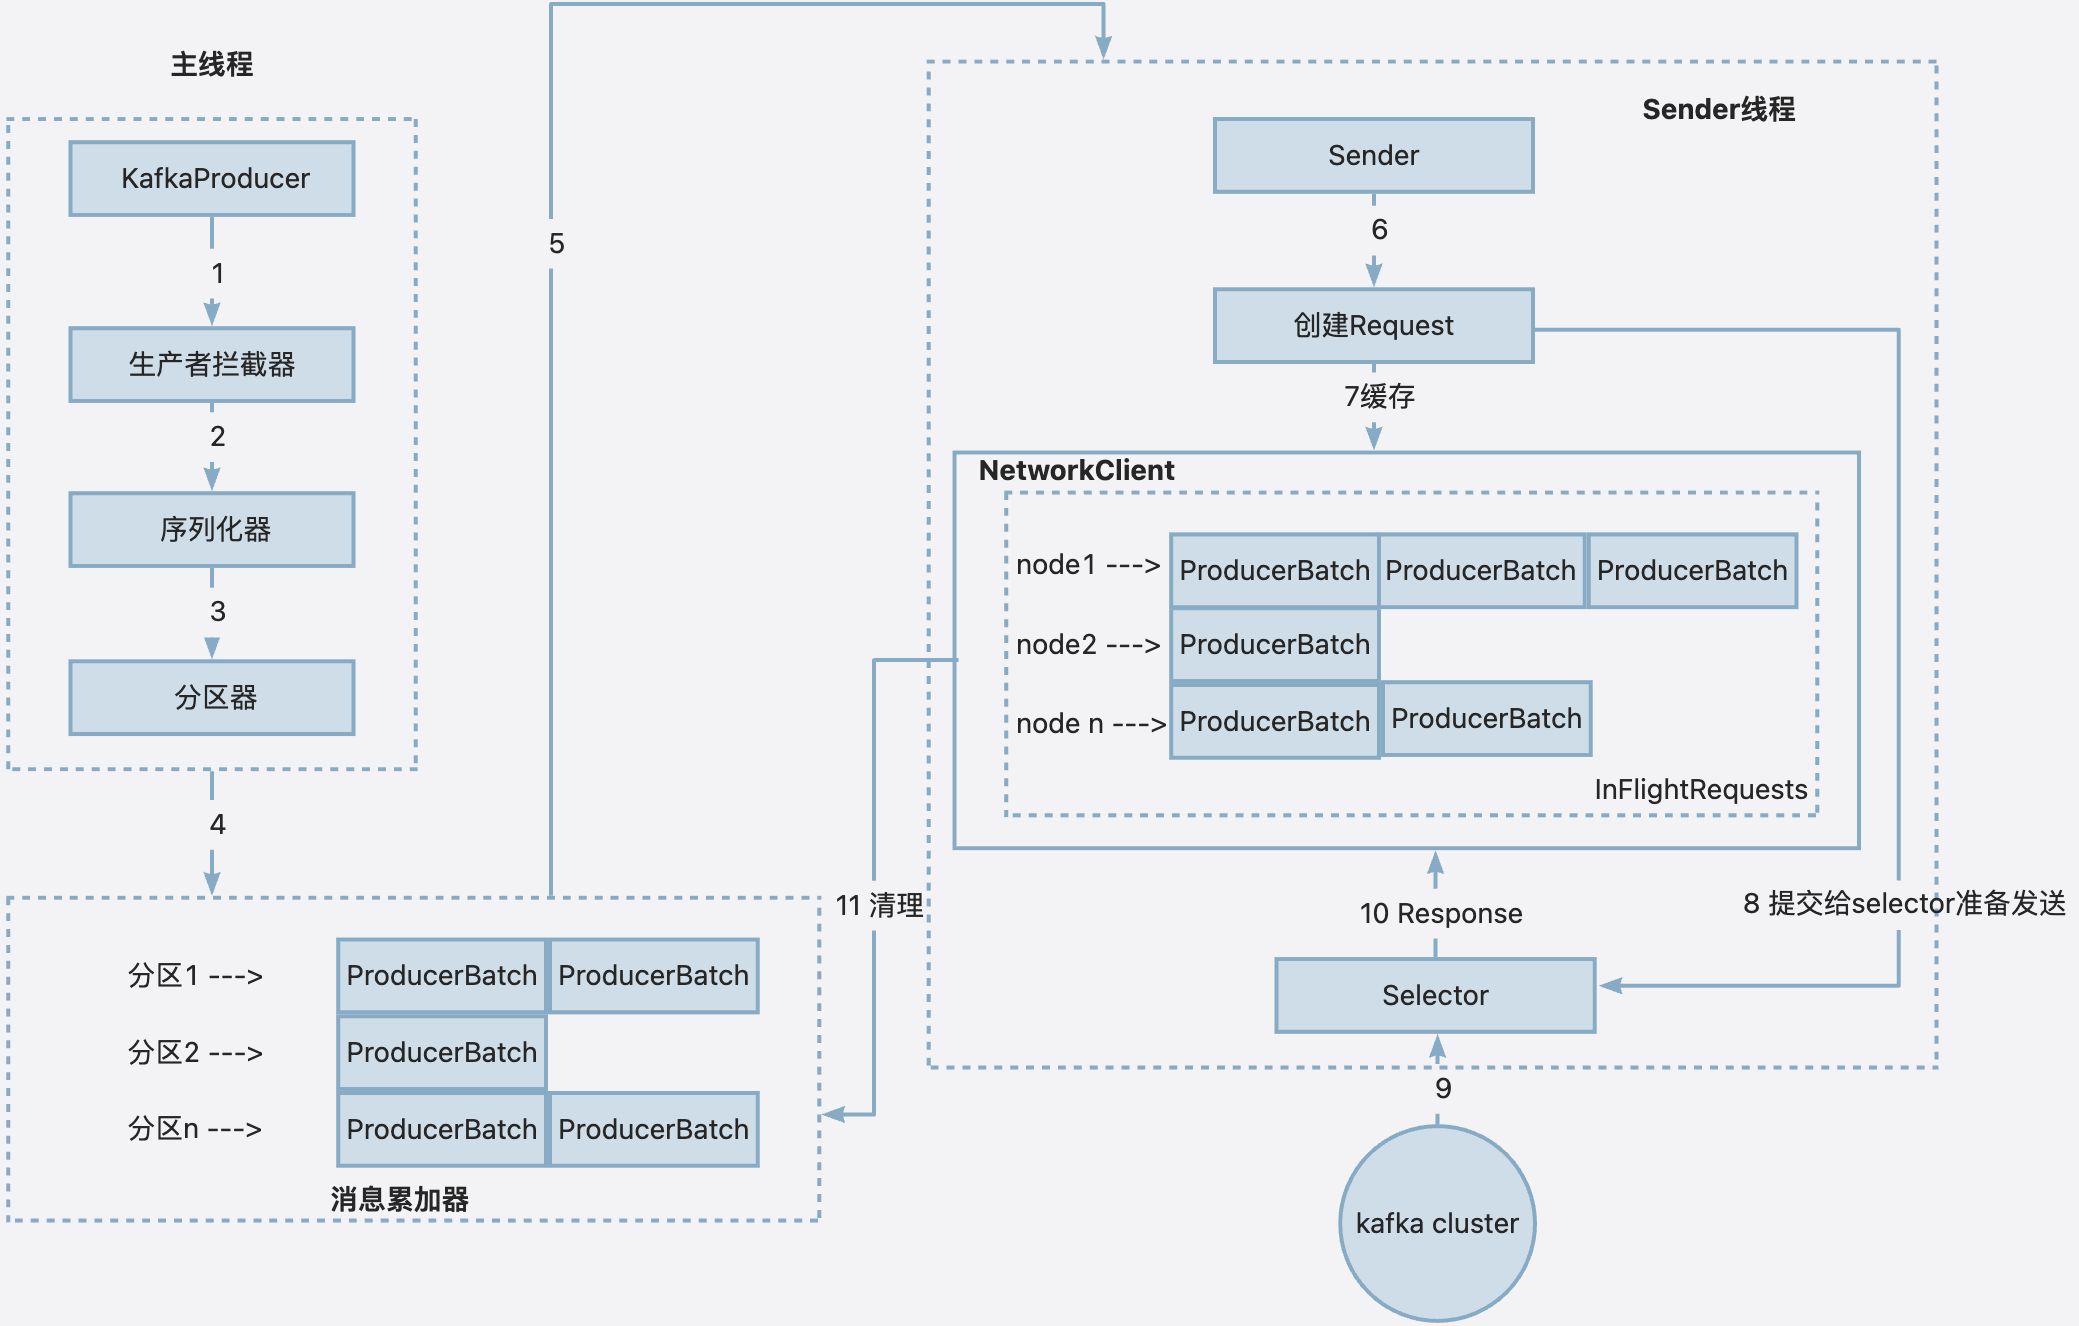 主线程
KafkaProducer
1
生产者拦截器
2
序列化器
3
分区器
4
分区1 ---> ProducerBatch ProducerBatch
分区2 ---> ProducerBatch
分区n ---> ProducerBatch ProducerBatch
消息累加器
5
Sender线程
Sender
6
创建Request
7缓存
NetworkClient
node1 ---> ProducerBatch ProducerBatch ProducerBatch
node2 ---> ProducerBatch
node n ---> ProducerBatch ProducerBatch
InFlightRequests
8 提交给selector准备发送
10 Response
11 清理
Selector
9
kafka cluster